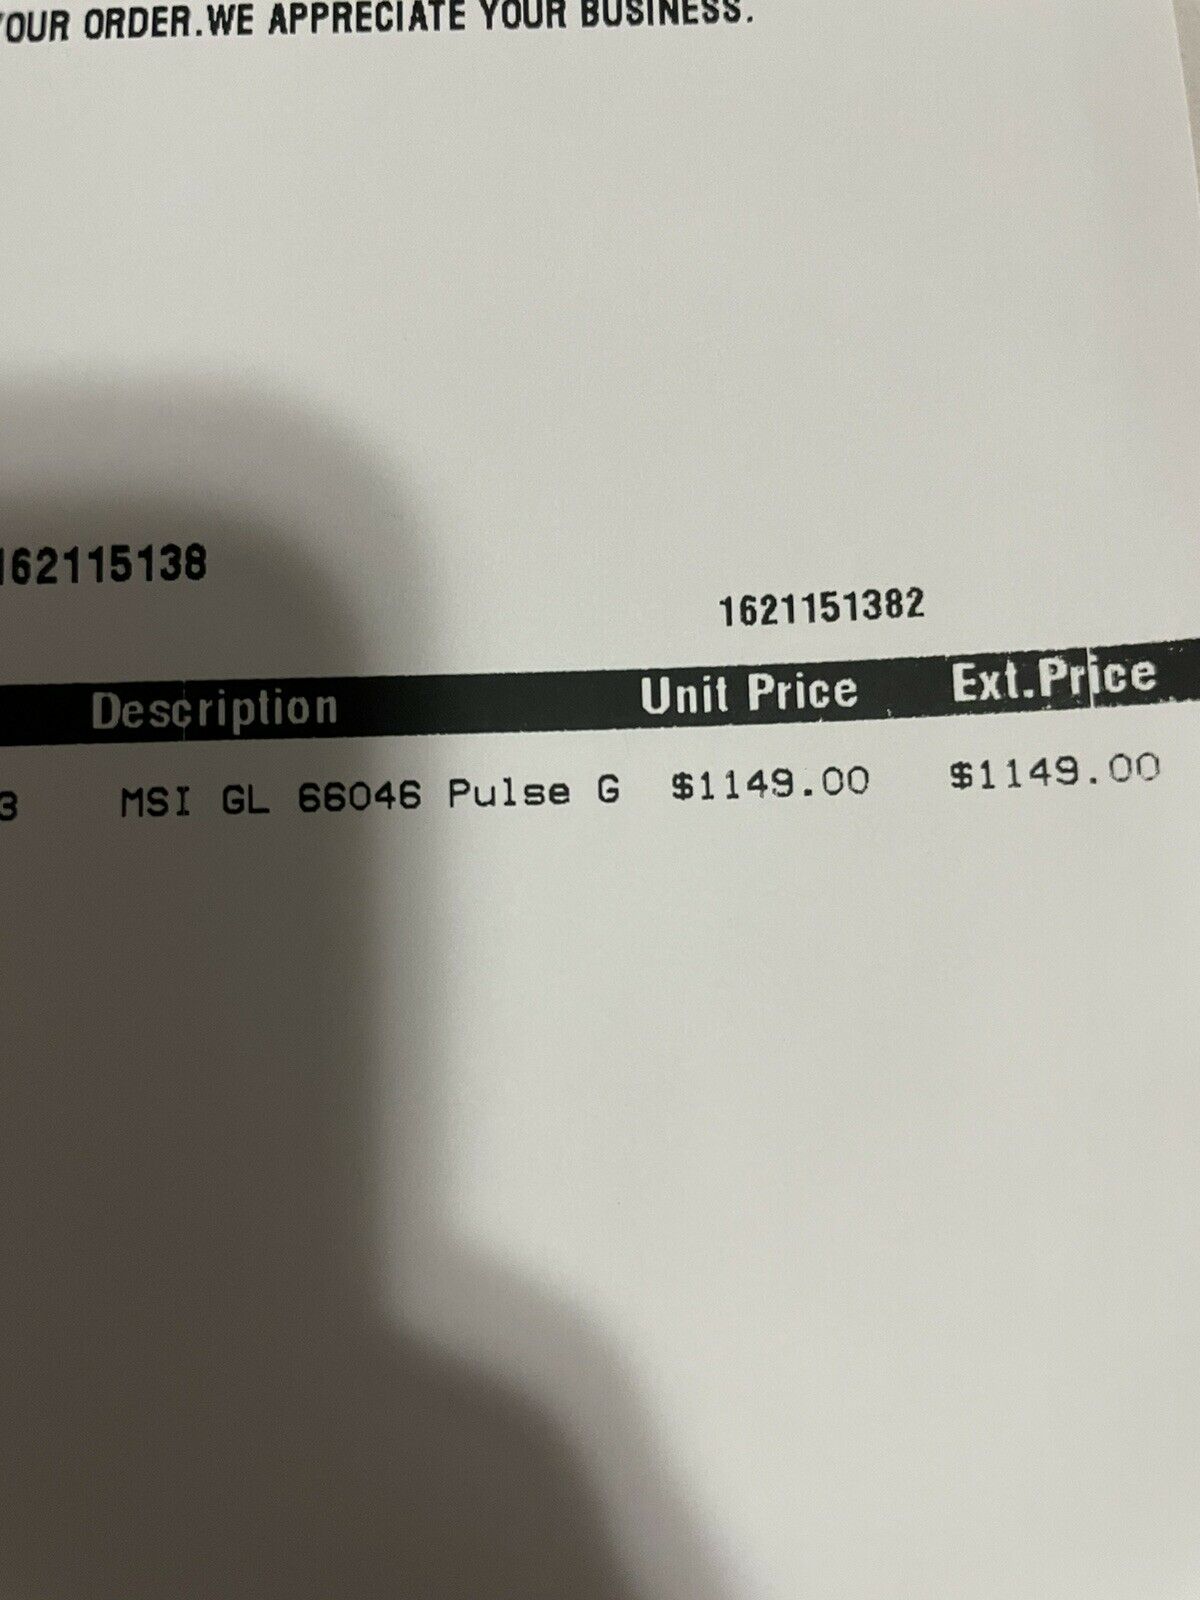 YOUR ORDER.WE APPRECIATE YOUR BUSINESS.
162115138
1621151382
Description Unit Price Ext.Price
3 MSI GL 66046 Pulse G $1149.00 $1149.00